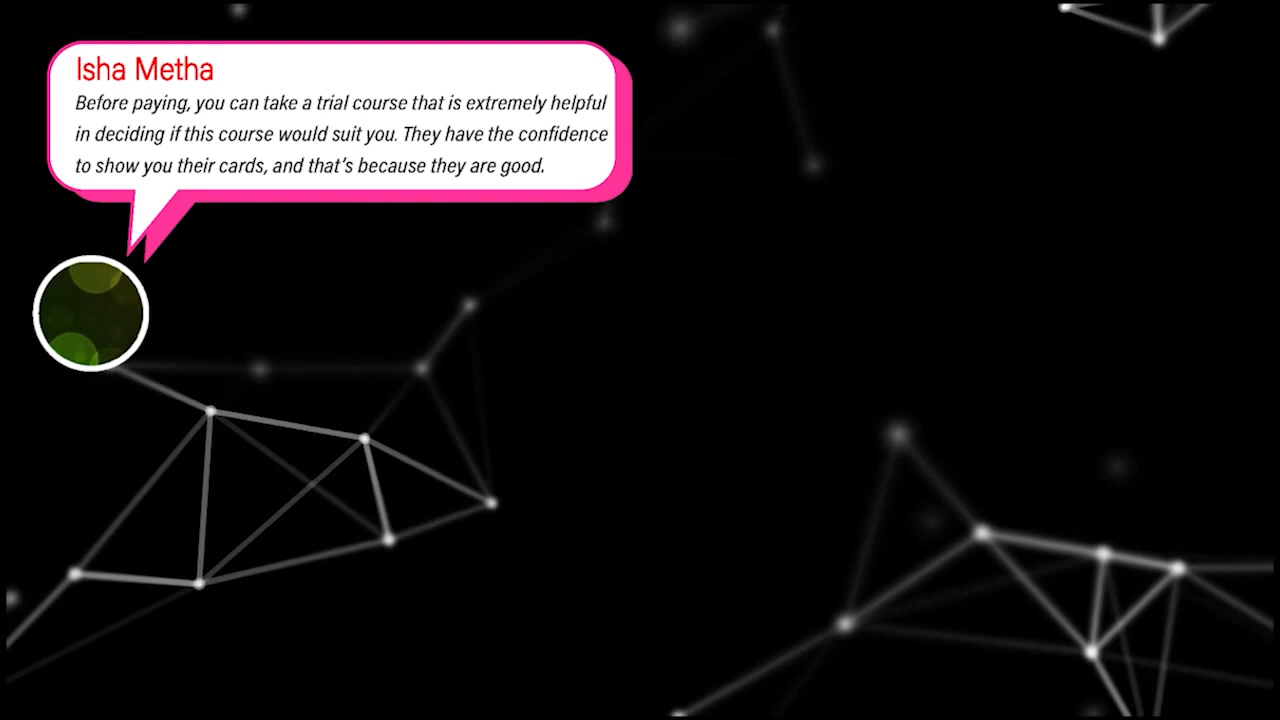 Isha Metha
Before paying, you can take a trial course that is extremely helpful
in deciding if this course would suit you. They have the confidence
to show you their cards, and that's because they are good.